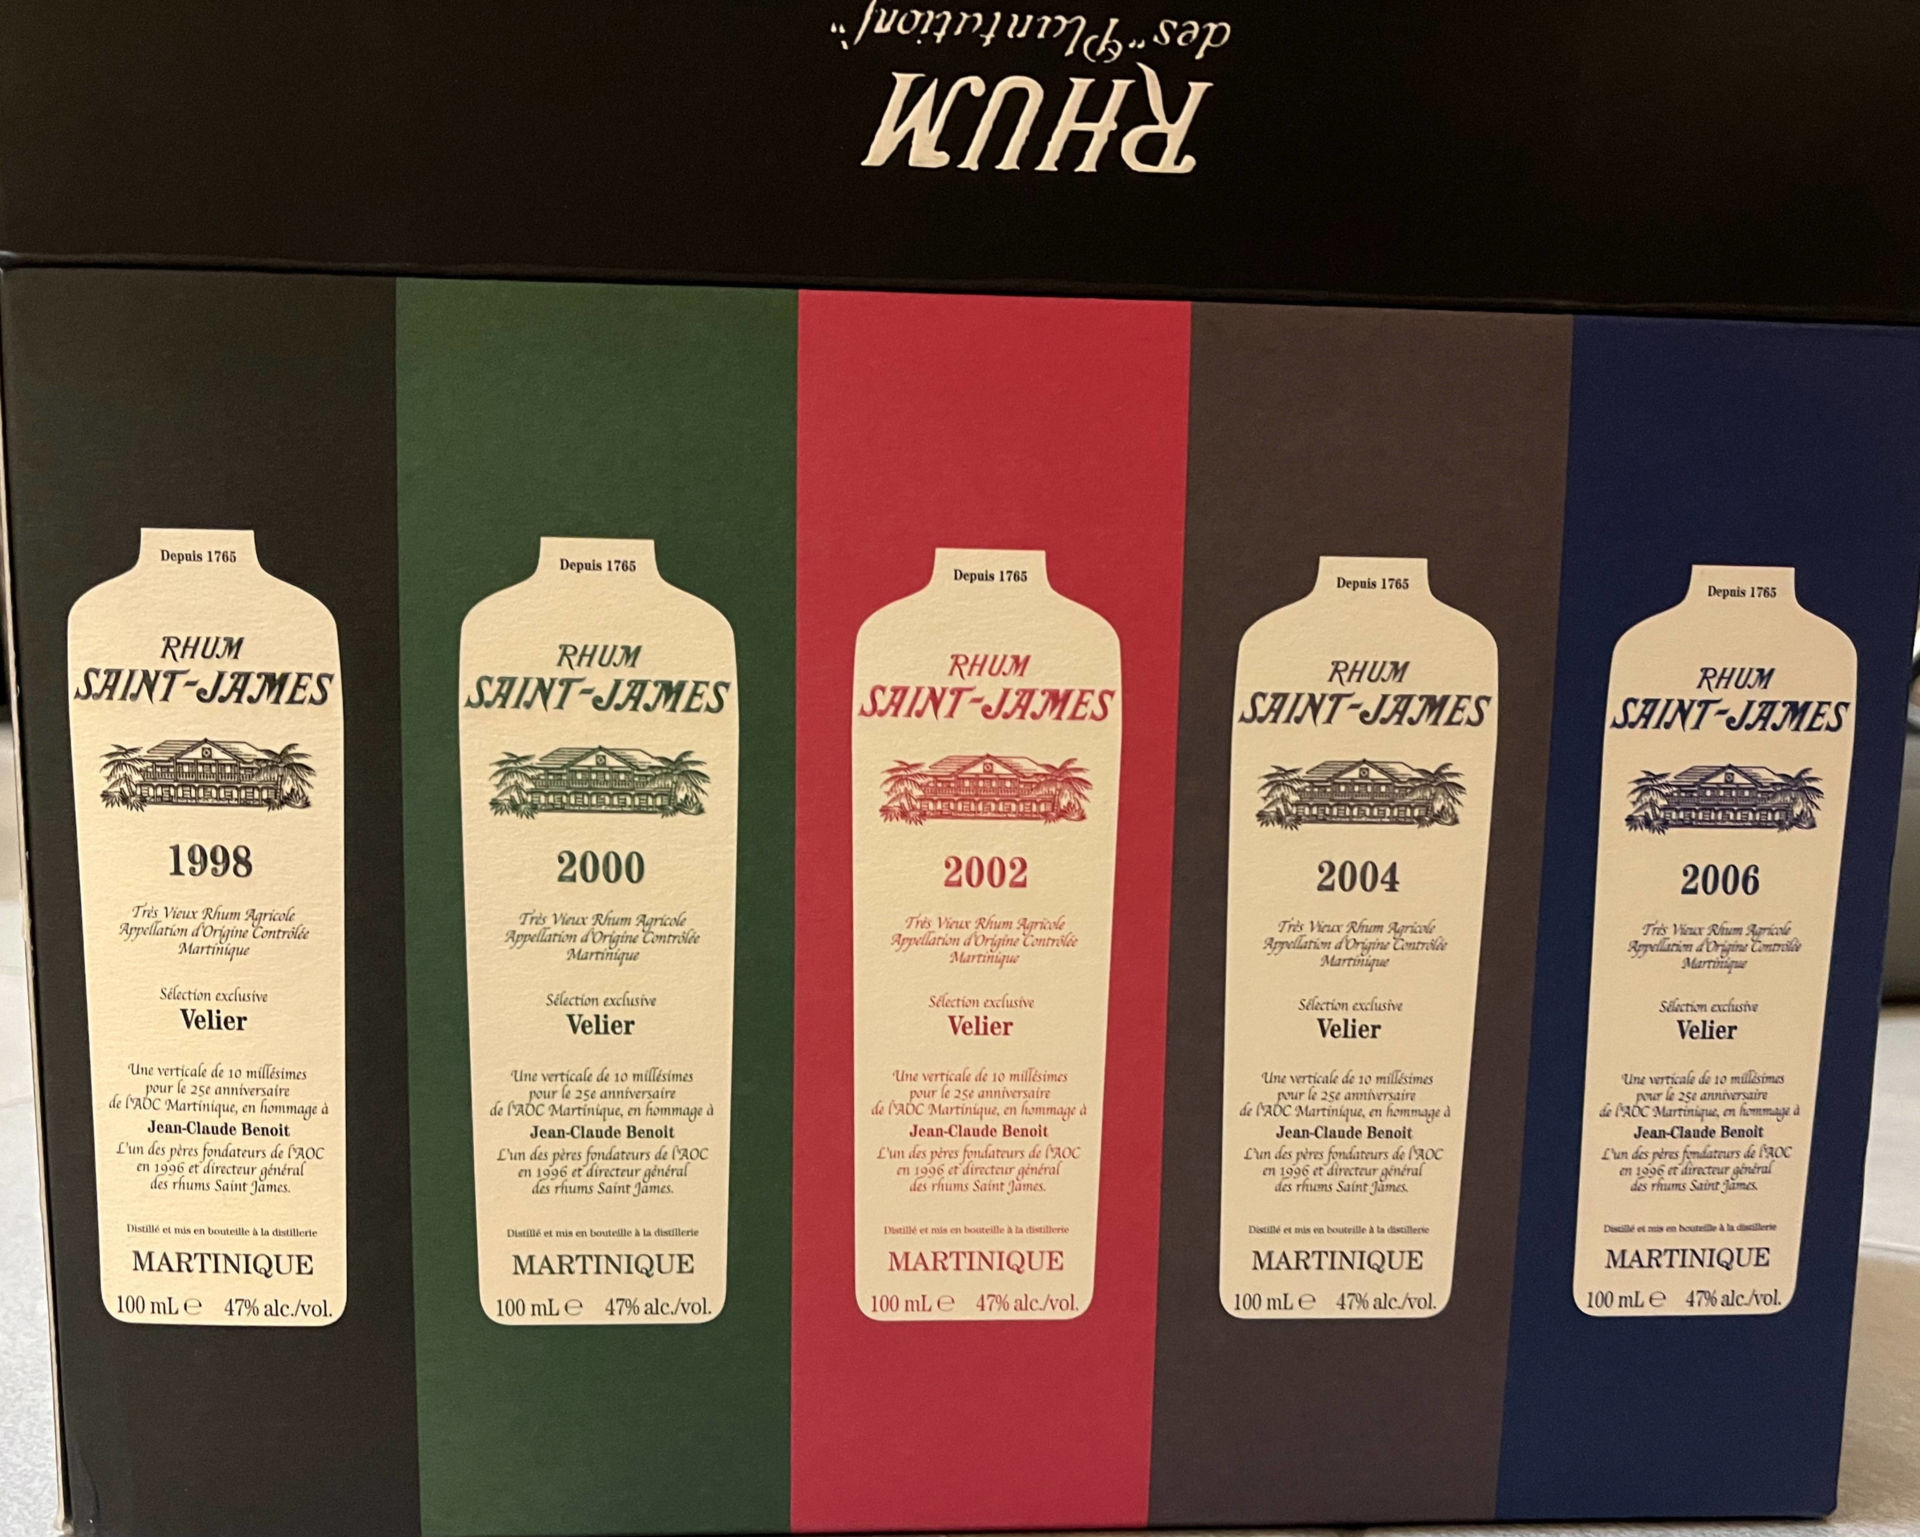 RHUM
des "Plantations"
Depuis 1765
RHUM
SAINT-JAMES
1998
Très Vieux Rhum Agricole
Appellation d'Origine Contrôlée
Martinique
Sélection exclusive
Velier
Une verticale de 10 millésimes
pour le 25e anniversaire
de l'AOC Martinique, en hommage à
Jean-Claude Benoit
L'un des pères fondateurs de l'AOC
en 1996 et directeur général
des rhums Saint James.
Distillé et mis en bouteille à la distillerie
MARTINIQUE
100 mL ℮ 47% alc./vol.
Depuis 1765
RHUM
SAINT-JAMES
2000
Très Vieux Rhum Agricole
Appellation d'Origine Contrôlée
Martinique
Sélection exclusive
Velier
Une verticale de 10 millésimes
pour le 25e anniversaire
de l'AOC Martinique, en hommage à
Jean-Claude Benoit
L'un des pères fondateurs de l'AOC
en 1996 et directeur général
des rhums Saint James.
Distillé et mis en bouteille à la distillerie
MARTINIQUE
100 mL ℮ 47% alc./vol.
Depuis 1765
RHUM
SAINT-JAMES
2002
Très Vieux Rhum Agricole
Appellation d'Origine Contrôlée
Martinique
Sélection exclusive
Velier
Une verticale de 10 millésimes
pour le 25e anniversaire
de l'AOC Martinique, en hommage à
Jean-Claude Benoit
L'un des pères fondateurs de l'AOC
en 1996 et directeur général
des rhums Saint James.
Distillé et mis en bouteille à la distillerie
MARTINIQUE
100 mL ℮ 47% alc./vol.
Depuis 1765
RHUM
SAINT-JAMES
2004
Très Vieux Rhum Agricole
Appellation d'Origine Contrôlée
Martinique
Sélection exclusive
Velier
Une verticale de 10 millésimes
pour le 25e anniversaire
de l'AOC Martinique, en hommage à
Jean-Claude Benoit
L'un des pères fondateurs de l'AOC
en 1996 et directeur général
des rhums Saint James.
Distillé et mis en bouteille à la distillerie
MARTINIQUE
100 mL ℮ 47% alc./vol.
Depuis 1765
RHUM
SAINT-JAMES
2006
Très Vieux Rhum Agricole
Appellation d'Origine Contrôlée
Martinique
Sélection exclusive
Velier
Une verticale de 10 millésimes
pour le 25e anniversaire
de l'AOC Martinique, en hommage à
Jean-Claude Benoit
L'un des pères fondateurs de l'AOC
en 1996 et directeur général
des rhums Saint James.
Distillé et mis en bouteille à la distillerie
MARTINIQUE
100 mL ℮ 47% alc./vol.